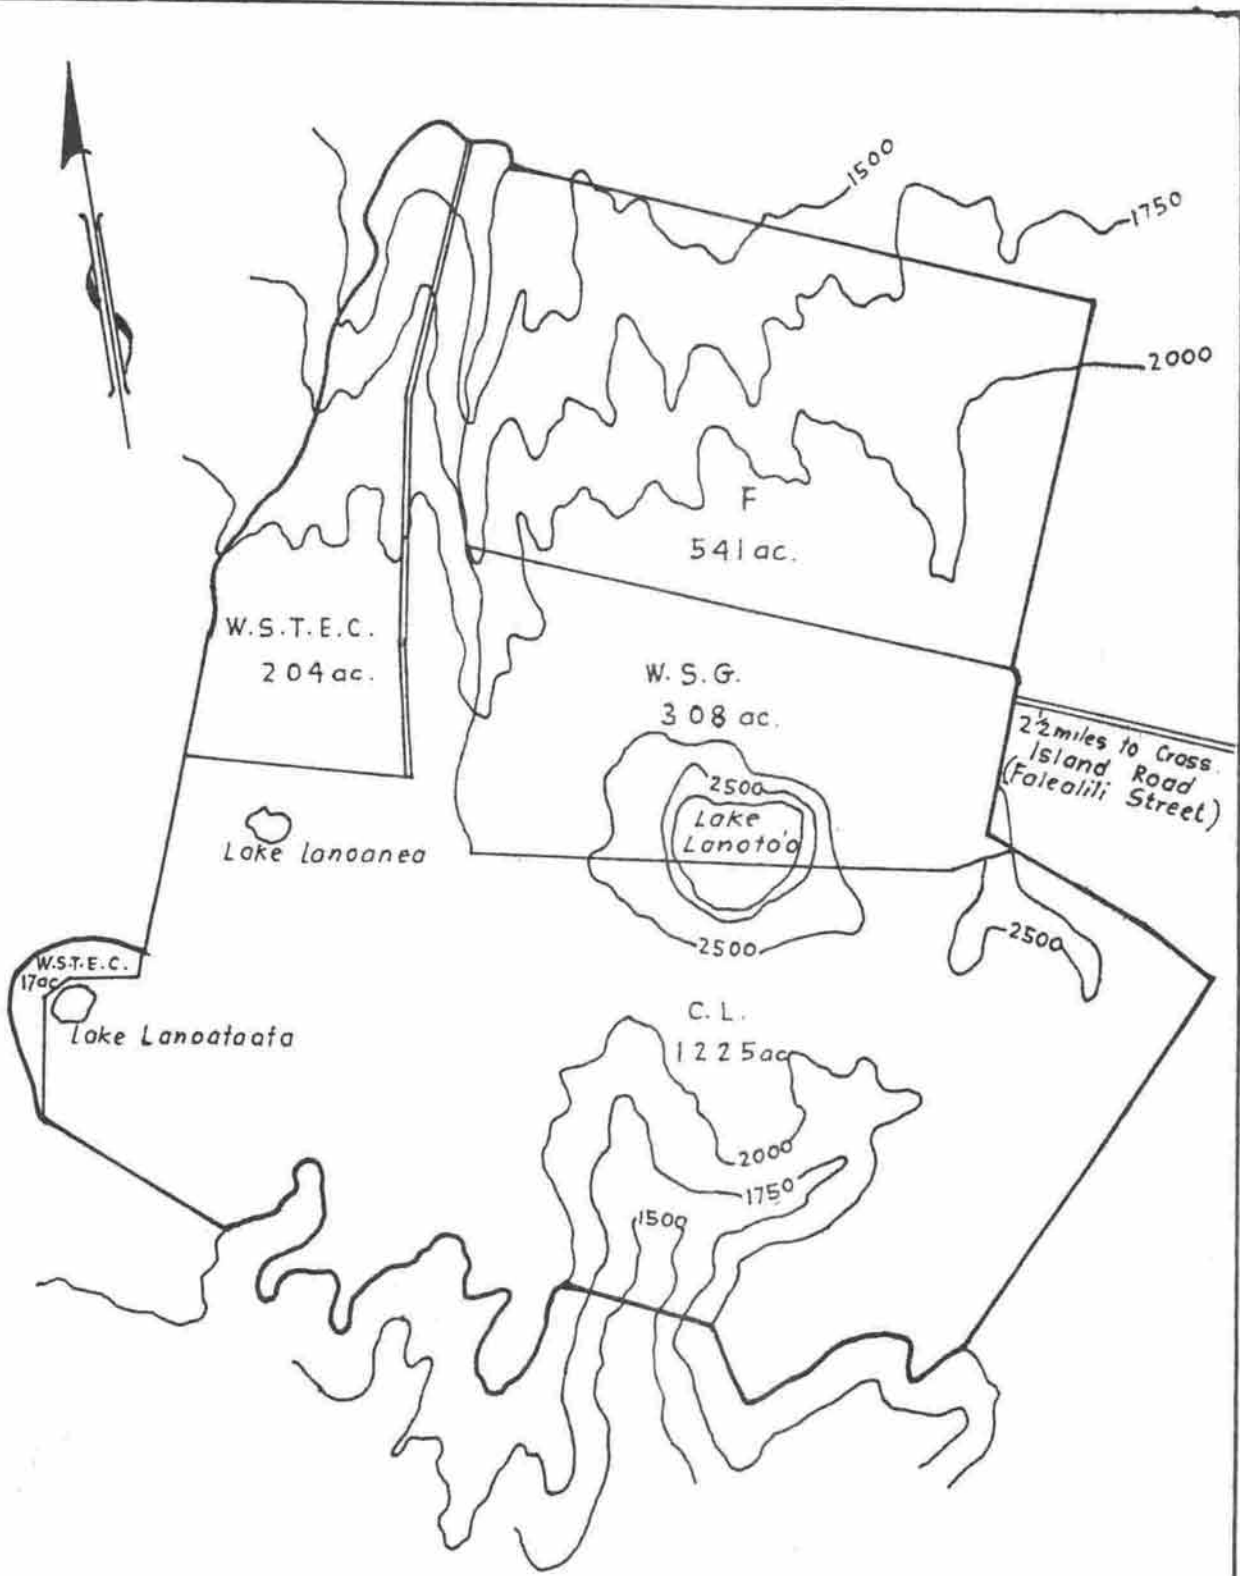 1500
1750
2000
F
541 ac.
W.S.T.E.C.
204 ac.
W.S.G.
308 ac.
2½ miles to Cross
Island Road
(Falealili Street)
2500
Lake
Lanoto'o
Lake Lanoanea
2500
2500
W.S.T.E.C.
17ac
Lake Lanoataata
C.L.
1225ac
2000
1750
1500